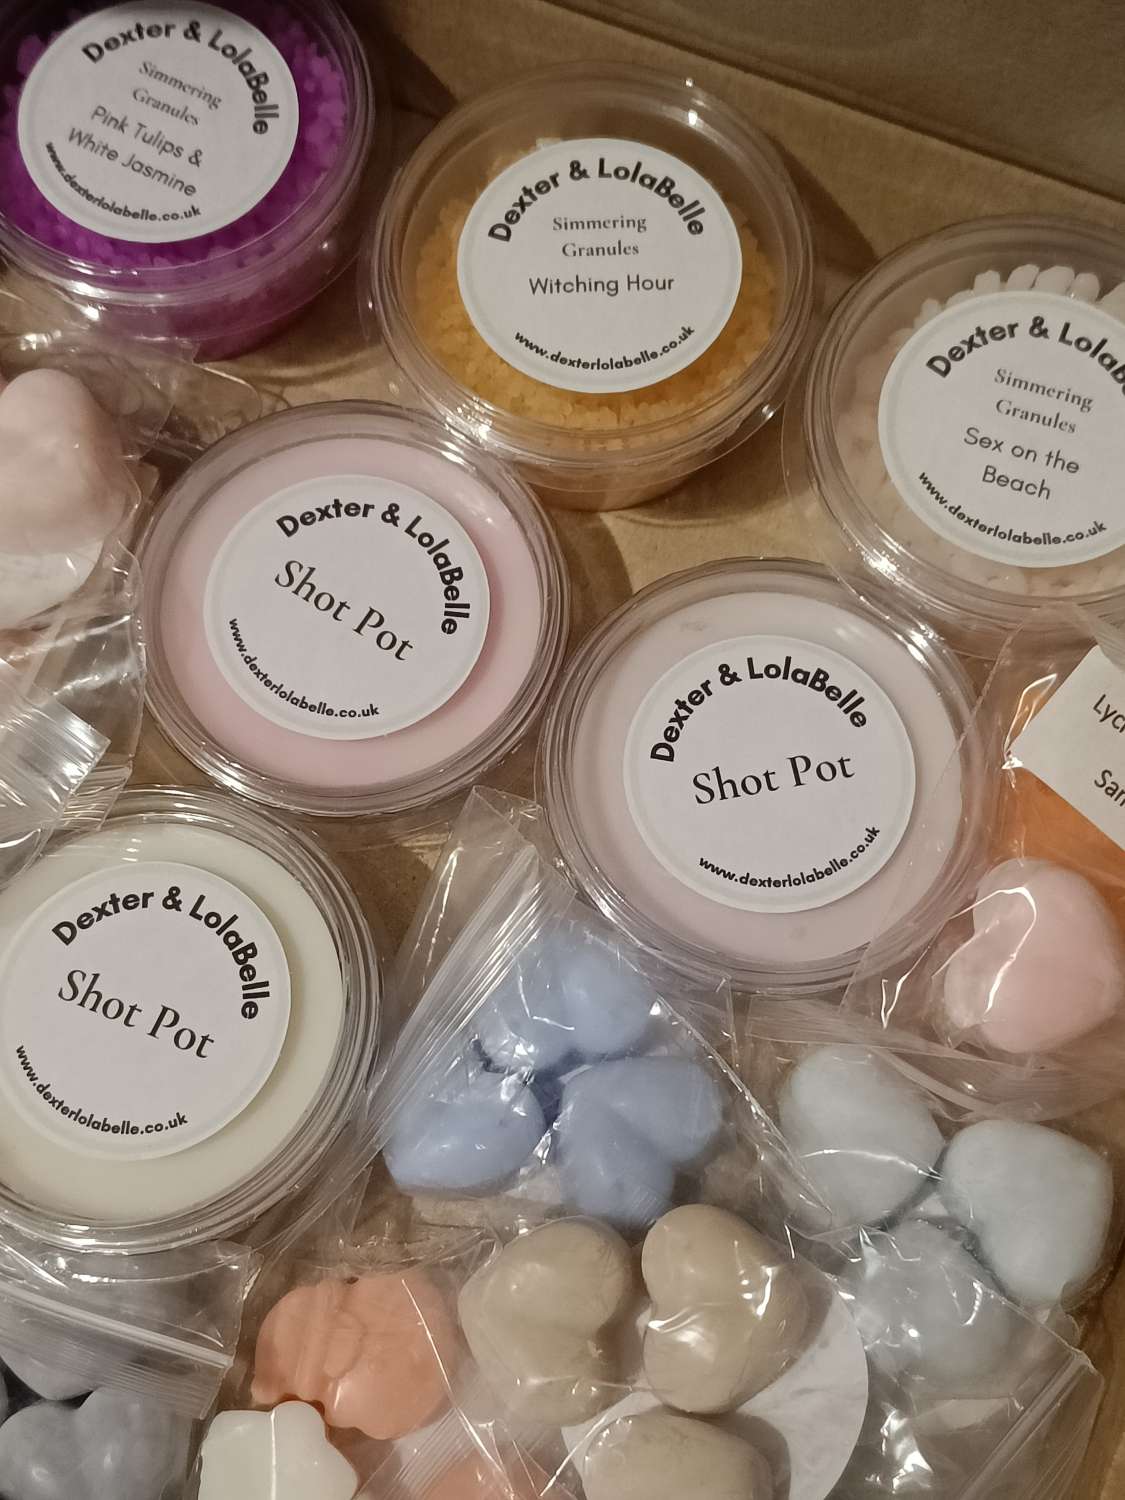 Dexter & LolaBelle
Simmering
Granules
Pink Tulips &
White Jasmine
www.dexterlolabelle.co.uk
Dexter & LolaBelle
Simmering
Granules
Witching Hour
www.dexterlolabelle.co.uk
Dexter & LolaB
Simmering
Granules
Sex on the
Beach
www.dexterlolabelle.co.uk
Dexter & LolaBelle
Shot Pot
www.dexterlolabelle.co.uk
Dexter & LolaBelle
Shot Pot
www.dexterlolabelle.co.uk
Lyc
San
Dexter & LolaBelle
Shot Pot
www.dexterlolabelle.co.uk